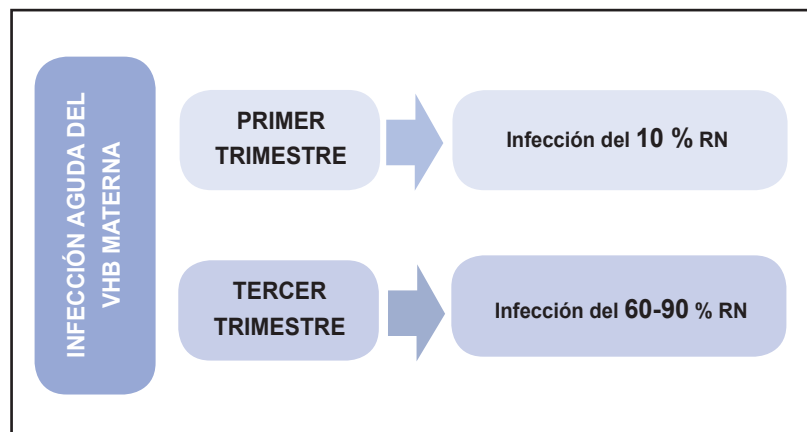 INFECCIÓN AGUDA DEL
VHB MATERNA
PRIMER
TRIMESTRE
Infección del 10 % RN
TERCER
TRIMESTRE
Infección del 60-90 % RN